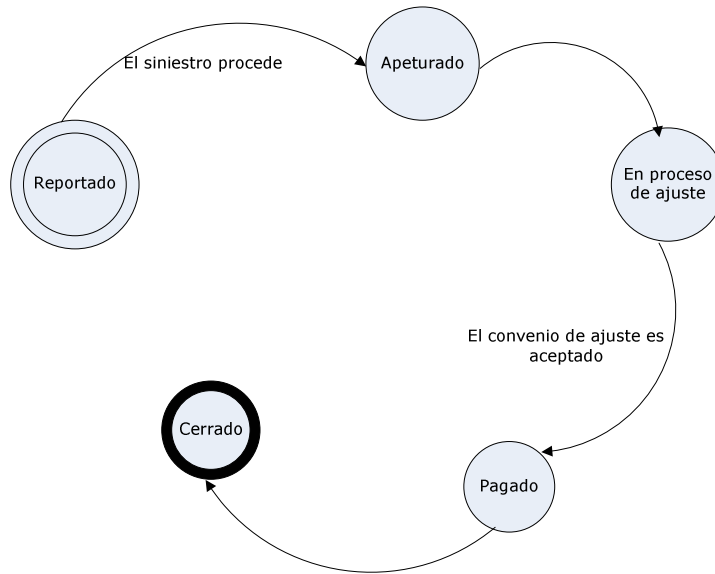 El siniestro procede
Apeturado
Reportado
En proceso
de ajuste
El convenio de ajuste es
aceptado
Cerrado
Pagado